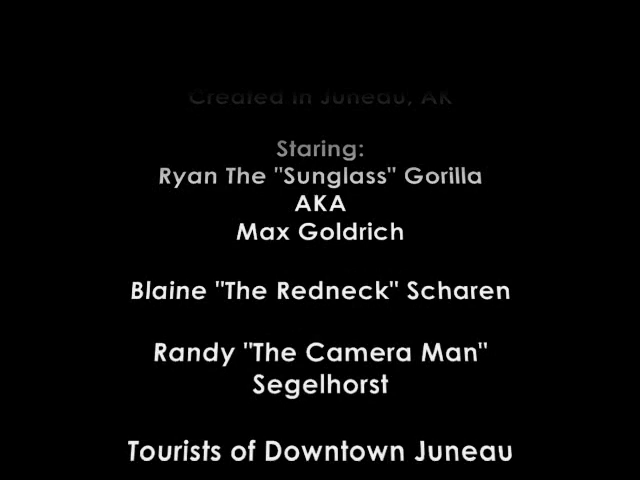 Created in Juneau, AK
Staring:
Ryan The "Sunglass" Gorilla
AKA
Max Goldrich
Blaine "The Redneck" Scharen
Randy "The Camera Man"
Segelhorst
Tourists of Downtown Juneau